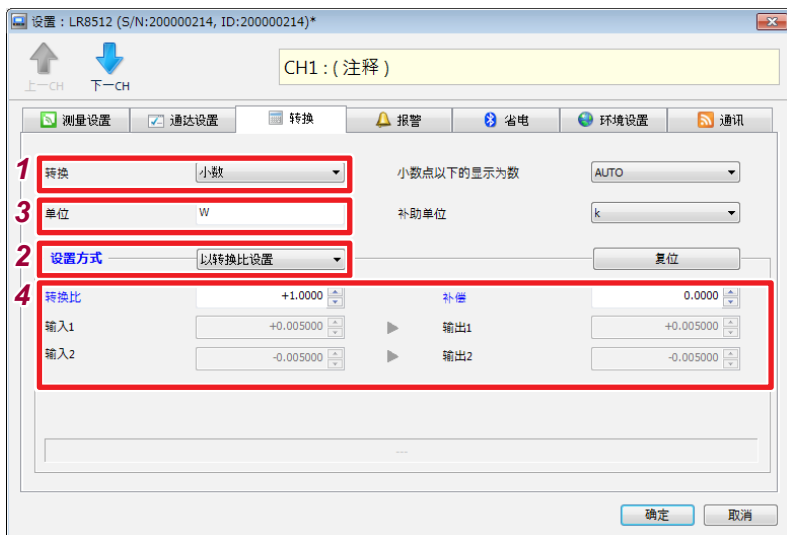 设置 : LR8512 (S/N:200000214, ID:200000214)*
上一CH 下一CH CH1 : ( 注释 )
测量设置 通达设置 转换 报警 省电 环境设置 通讯
1 转换 小数 小数点以下的显示为数 AUTO
3 单位 W 补助单位 k
2 设置方式 以转换比设置 复位
4 转换比 +1.0000 补偿 0.0000
输入1 +0.005000 输出1 +0.005000
输入2 -0.005000 输出2 -0.005000
---
确定 取消